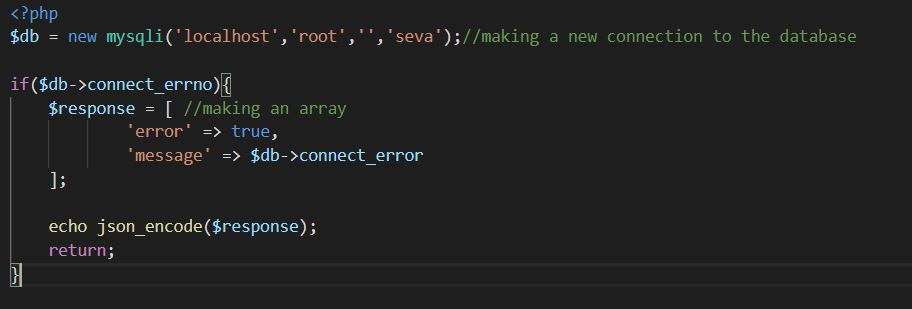 <?php
$db = new mysqli('localhost','root','','seva');//making a new connection to the database
if($db->connect_errno){
$response = [ //making an array
'error' => true,
'message' => $db->connect_error
];
echo json_encode($response);
return;
}